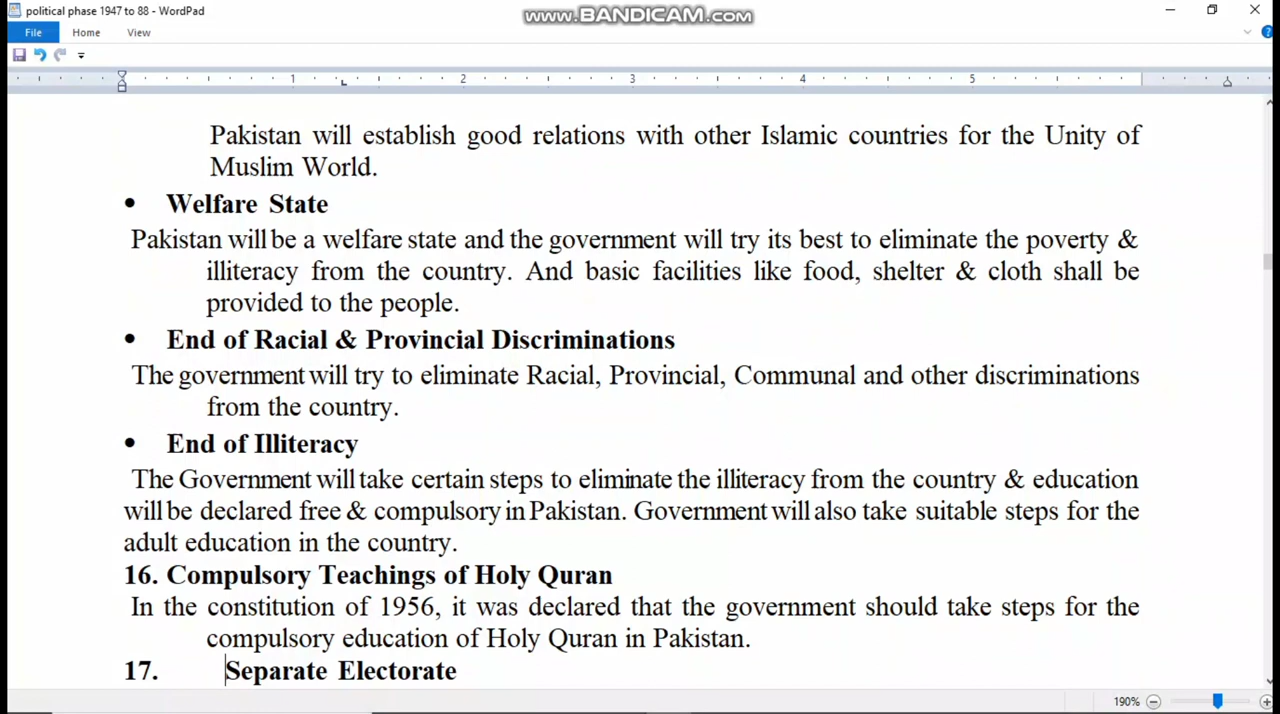 political phase 1947 to 88 - WordPad
www.BANDICAM.com
File Home View
1 2 3 4 5
Pakistan will establish good relations with other Islamic countries for the Unity of
Muslim World.
• Welfare State
Pakistan will be a welfare state and the government will try its best to eliminate the poverty &
illiteracy from the country. And basic facilities like food, shelter & cloth shall be
provided to the people.
• End of Racial & Provincial Discriminations
The government will try to eliminate Racial, Provincial, Communal and other discriminations
from the country.
• End of Illiteracy
The Government will take certain steps to eliminate the illiteracy from the country & education
will be declared free & compulsory in Pakistan. Government will also take suitable steps for the
adult education in the country.
16. Compulsory Teachings of Holy Quran
In the constitution of 1956, it was declared that the government should take steps for the
compulsory education of Holy Quran in Pakistan.
17. Separate Electorate
190%